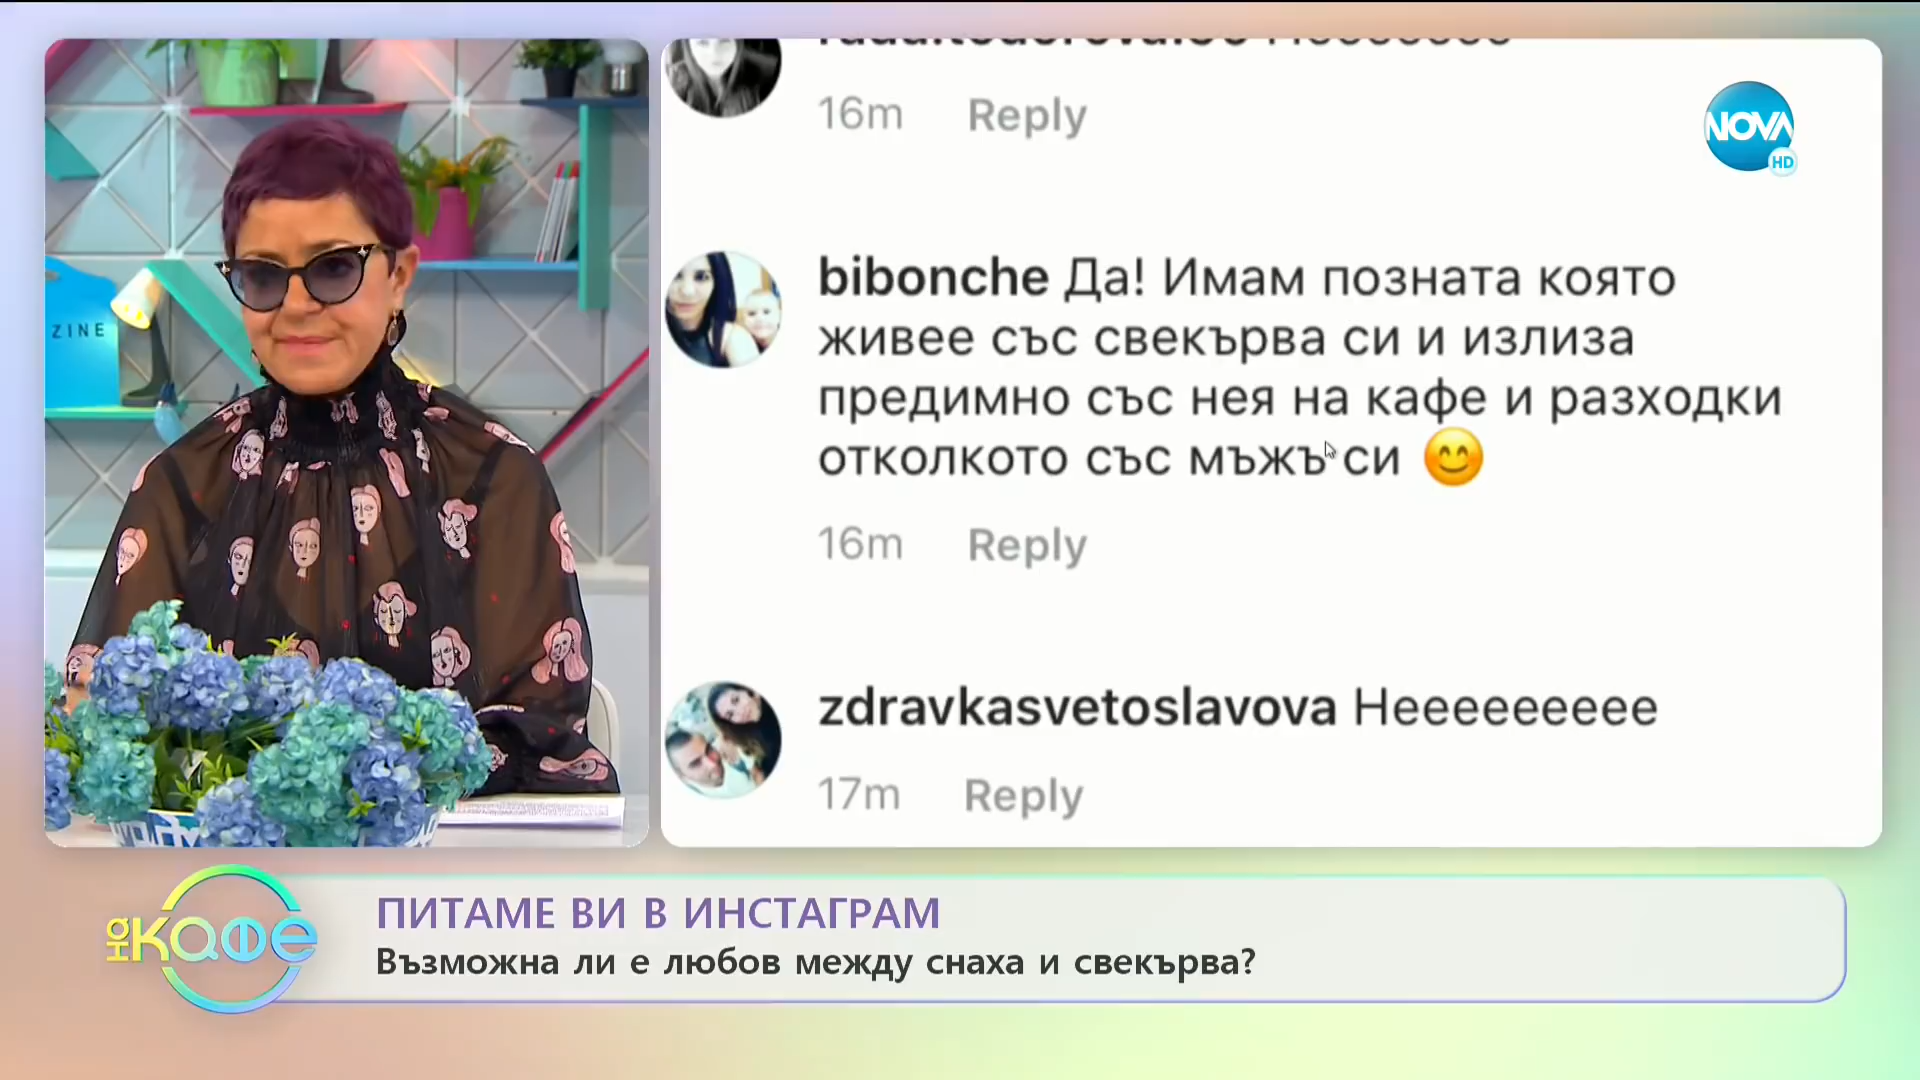 16m Reply
NOVA
HD
bibonche Да! Имам позната която
живее със свекърва си и излиза
предимно със нея на кафе и разходки
отколкото със мъжъ си 😊
16m Reply
zdravkasvetoslavova Нееееееееe
17m Reply
ZINE
на кафе
ПИТАМЕ ВИ В ИНСТАГРАМ
Възможна ли е любов между снаха и свекърва?